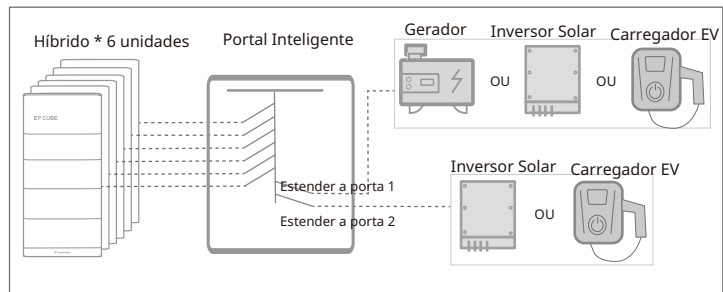 Híbrido * 6 unidades
Portal Inteligente
Gerador
Inversor Solar
Carregador EV
OU
OU
EP CUBE
Estender a porta 1
Estender a porta 2
Inversor Solar
Carregador EV
OU